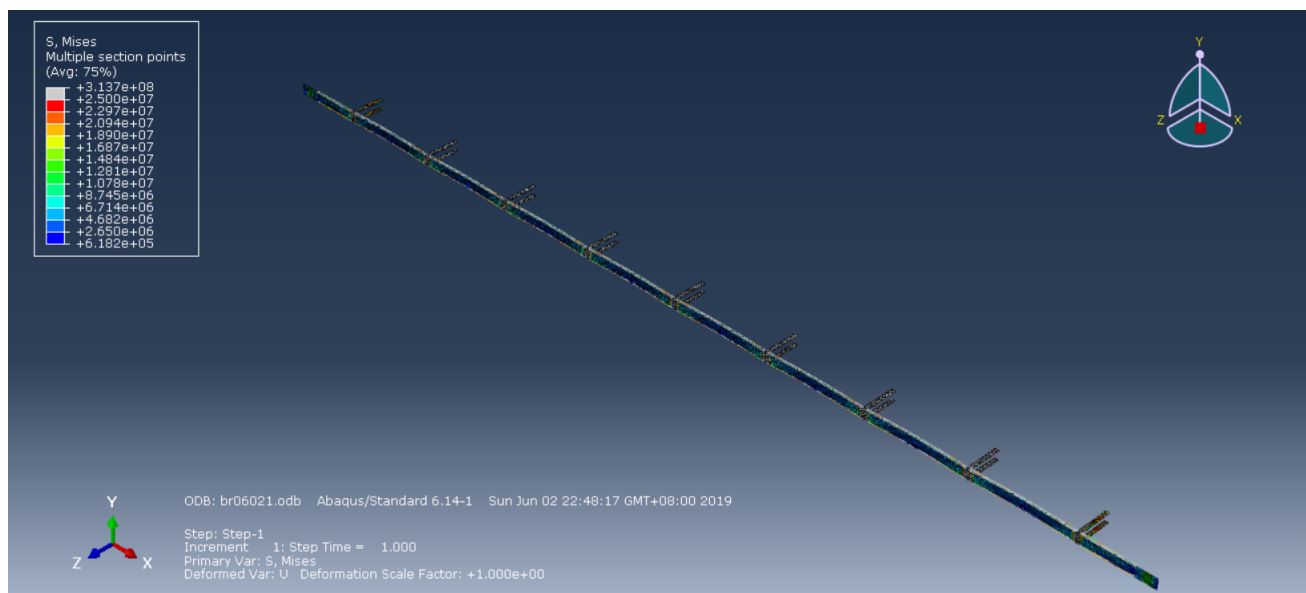 S, Mises
Multiple section points
(Avg: 75%)
+3.137e+08
+2.500e+07
+2.297e+07
+2.094e+07
+1.890e+07
+1.687e+07
+1.484e+07
+1.281e+07
+1.078e+07
+8.745e+06
+6.714e+06
+4.682e+06
+2.650e+06
+6.182e+05
Y
Z X
ODB: br06021.odb Abaqus/Standard 6.14-1 Sun Jun 02 22:48:17 GMT+08:00 2019
Y
Z X
Step: Step-1
Increment 1: Step Time = 1.000
Primary Var: S, Mises
Deformed Var: U Deformation Scale Factor: +1.000e+00